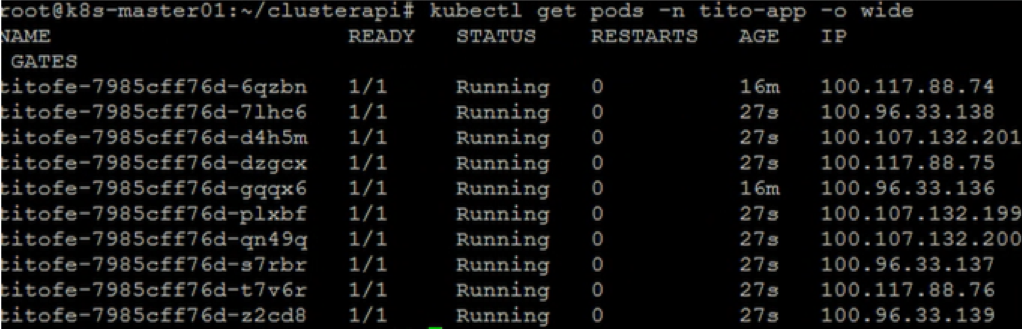 root@k8s-master01:~/clusterapi# kubectl get pods -n tito-app -o wide
NAME READY STATUS RESTARTS AGE IP
GATES
titofe-7985cff76d-6qzbn 1/1 Running 0 16m 100.117.88.74
titofe-7985cff76d-7lhc6 1/1 Running 0 27s 100.96.33.138
titofe-7985cff76d-d4h5m 1/1 Running 0 27s 100.107.132.201
titofe-7985cff76d-dzgcx 1/1 Running 0 27s 100.117.88.75
titofe-7985cff76d-gqqx6 1/1 Running 0 16m 100.96.33.136
titofe-7985cff76d-plxbf 1/1 Running 0 27s 100.107.132.199
titofe-7985cff76d-qn49q 1/1 Running 0 27s 100.107.132.200
titofe-7985cff76d-s7rbr 1/1 Running 0 27s 100.96.33.137
titofe-7985cff76d-t7v6r 1/1 Running 0 27s 100.117.88.76
titofe-7985cff76d-z2cd8 1/1 Running 0 27s 100.96.33.139